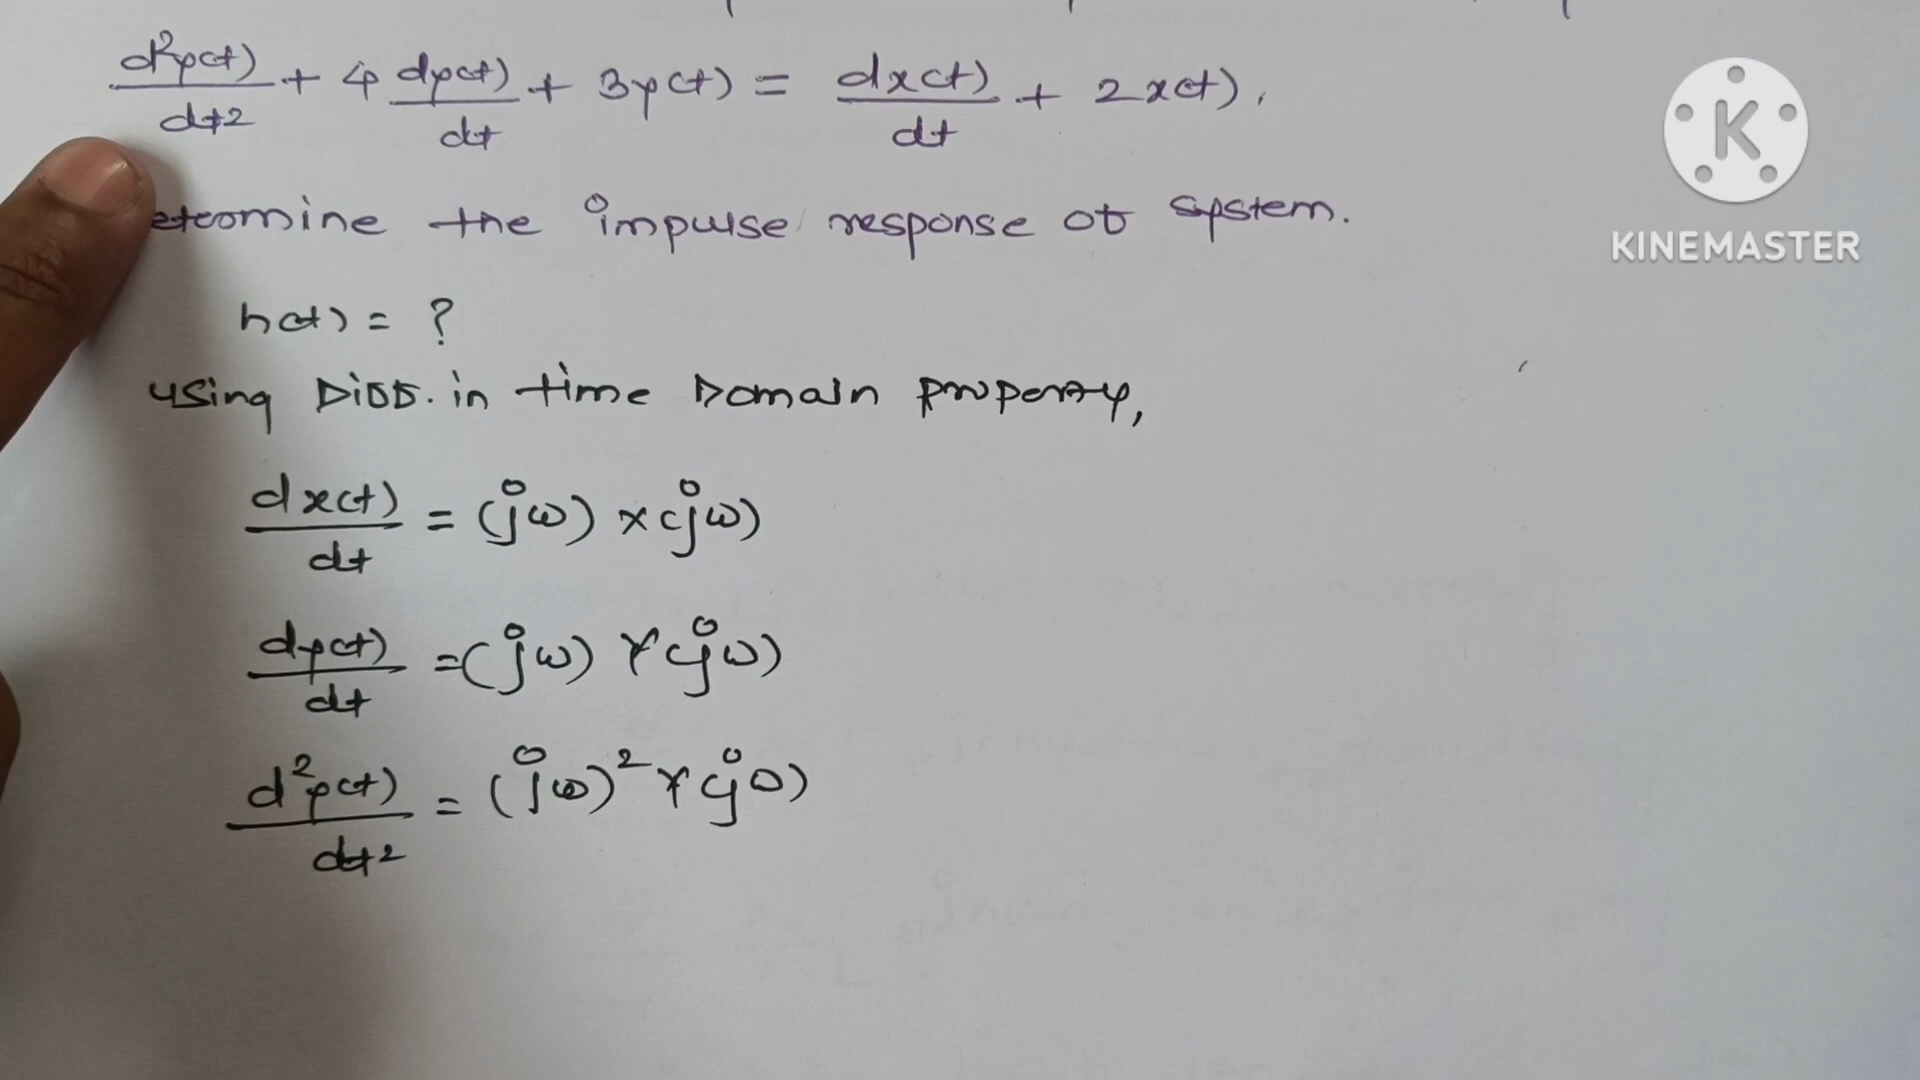 d²y(t)/dt2 + 4 dy(t)/dt + 3y(t) = dx(t)/dt + 2x(t).
etermine the impulse response of system.
h(t) = ?
using Diff. in time Domain property,
dx(t)/dt = (jω) X(jω)
dy(t)/dt = (jω) Y(jω)
d²y(t)/dt2 = (jω)² Y(jω)
K
KINEMASTER